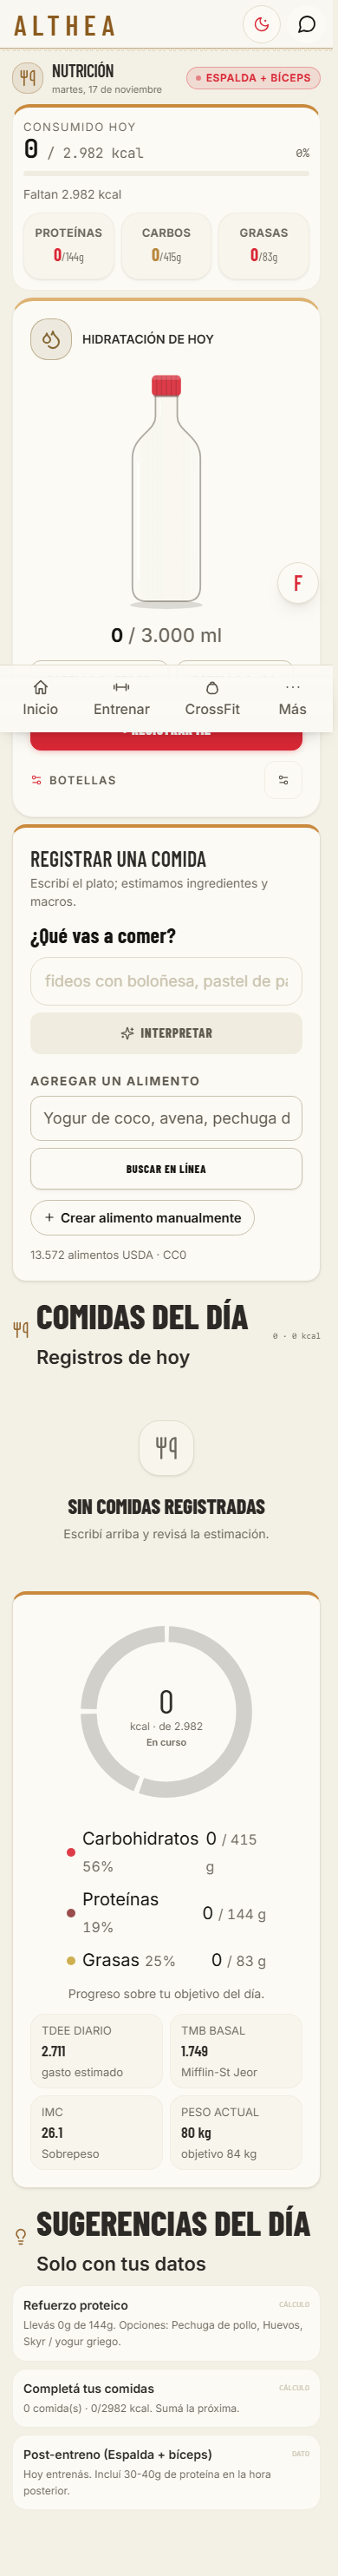 ALTHEA
NUTRICIÓN
martes, 17 de noviembre
ESPALDA + BÍCEPS
CONSUMIDO HOY
0 / 2.982 kcal
0%
Faltan 2.982 kcal
PROTEÍNAS
0/144g
CARBOS
0/415g
GRASAS
0/83g
HIDRATACIÓN DE HOY
F
0 / 3.000 ml
Inicio
Entrenar
CrossFit
Más
BOTELLAS
REGISTRAR UNA COMIDA
Escribí el plato; estimamos ingredientes y
macros.
¿Qué vas a comer?
fideos con boloñesa, pastel de pa
INTERPRETAR
AGREGAR UN ALIMENTO
Yogur de coco, avena, pechuga d
BUSCAR EN LÍNEA
+ Crear alimento manualmente
13.572 alimentos USDA · CC0
COMIDAS DEL DÍA
0 · 0 kcal
Registros de hoy
SIN COMIDAS REGISTRADAS
Escribí arriba y revisá la estimación.
0
kcal · de 2.982
En curso
Carbohidratos 0 / 415
56% g
Proteínas
19%
0 / 144 g
Grasas 25% 0 / 83 g
Progreso sobre tu objetivo del día.
TDEE DIARIO
2.711
gasto estimado
TMB BASAL
1.749
Mifflin-St Jeor
IMC
26.1
Sobrepeso
PESO ACTUAL
80 kg
objetivo 84 kg
SUGERENCIAS DEL DÍA
Solo con tus datos
Refuerzo proteico
CÁLCULO
Llevás 0g de 144g. Opciones: Pechuga de pollo, Huevos,
Skyr / yogur griego.
Completá tus comidas
CÁLCULO
0 comida(s) · 0/2982 kcal. Sumá la próxima.
Post-entreno (Espalda + bíceps)
DATO
Hoy entrenás. Incluí 30-40g de proteína en la hora
posterior.